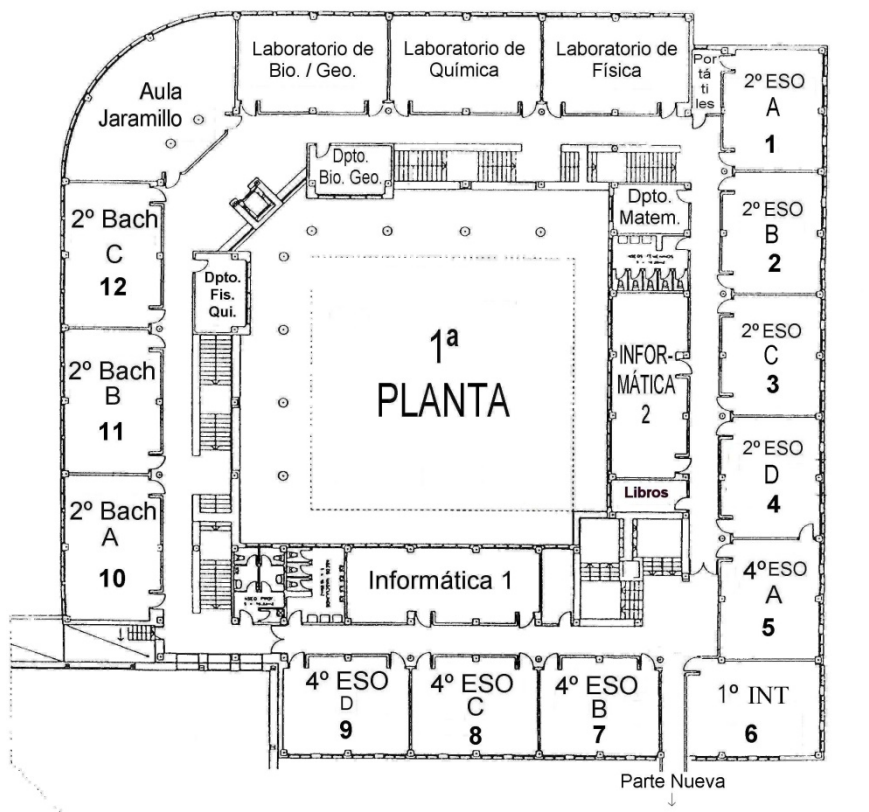 Laboratorio de
Bio. / Geo.
Laboratorio de
Química
Laboratorio de
Física
Por
tá
ti
les
2º ESO
A
1
Aula
Jaramillo
Dpto.
Bio. Geo.
Dpto.
Matem.
2º ESO
B
2
2º Bach
C
12
Dpto.
Fis.
Qui.
1ª
PLANTA
INFOR-
MÁTICA
2
2º ESO
C
3
2º Bach
B
11
2º ESO
D
4
Libros
2º Bach
A
10
Informática 1
4º ESO
A
5
4º ESO
D
9
4º ESO
C
8
4º ESO
B
7
1º INT
6
Parte Nueva